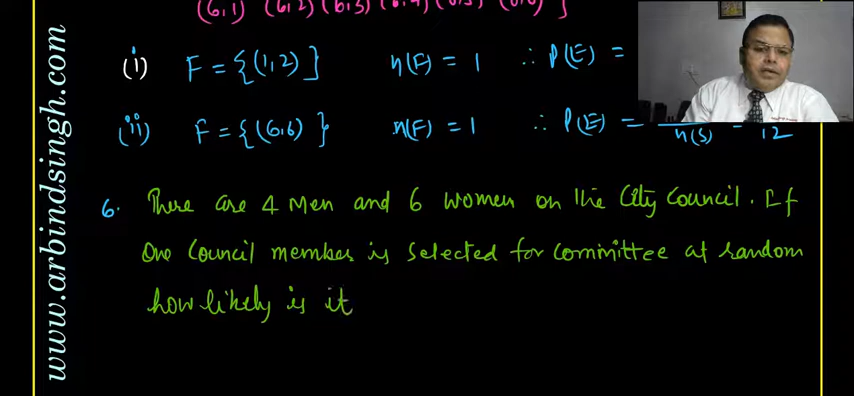 (6,1) (6,2) (6,3) (6,4) (6,5) (6,6) }
(i) F = {(1,2)} n(F) = 1 ∴ P(E) =
(ii) F = {(6,6) } n(F) = 1 ∴ P(E) = n(S) = 12
6. There are 4 Men and 6 women on the City Council. If
one Council member is selected for committee at random
how likely is it
www.arbindsingh.com